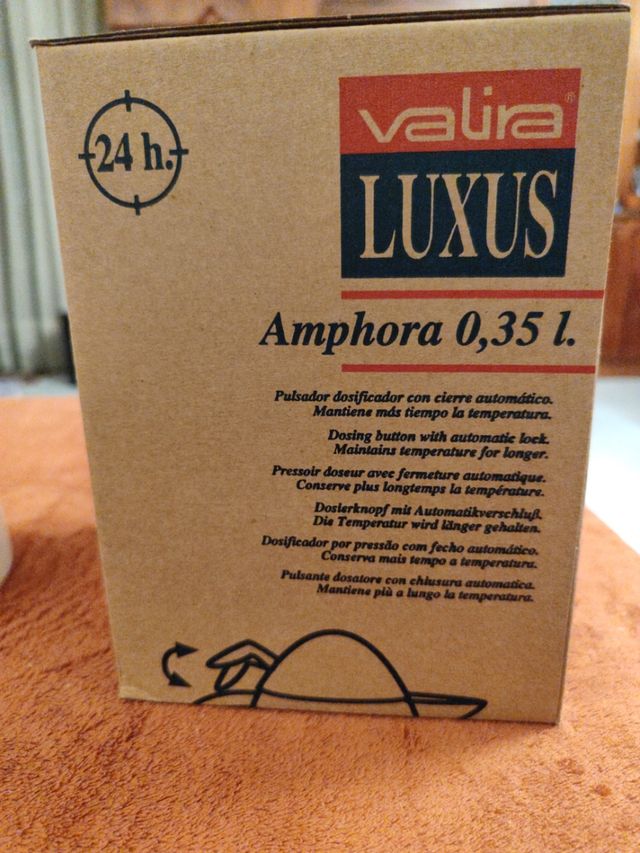 24 h.
valira®
LUXUS
Amphora 0,35 l.
Pulsador dosificador con cierre automático.
Mantiene más tiempo la temperatura.
Dosing button with automatic lock.
Maintains temperature for longer.
Pressoir doseur avec fermeture automatique.
Conserve plus longtemps la température.
Dosierknopf mit Automatikverschluß.
Die Temperatur wird länger gehalten.
Dosificador por pressão com fecho automático.
Conserva mais tempo a temperatura.
Pulsante dosatore con chiusura automatica.
Mantiene più a lungo la temperatura.